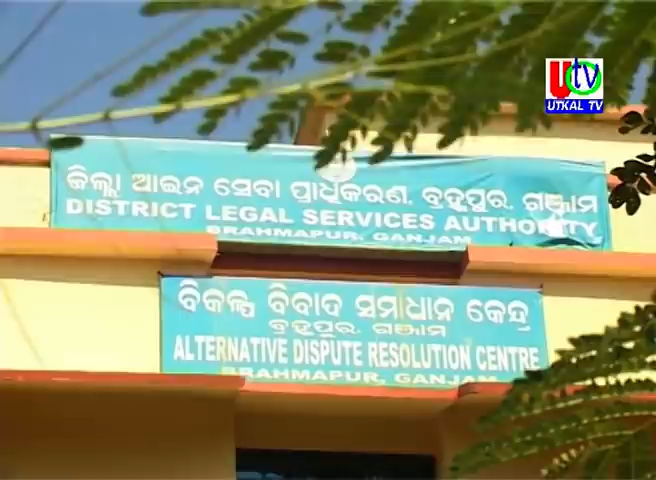 UTV
UTKAL TV
ଜିଲ୍ଲା ଆଇନ ସେବା ପ୍ରାଧିକରଣ, ବ୍ରହ୍ମପୁର, ଗଞ୍ଜାମ
DISTRICT LEGAL SERVICES AUTHORITY
BRAHMAPUR, GANJAM
ବିକଳ୍ପ ବିବାଦ ସମାଧାନ କେନ୍ଦ୍ର
ବ୍ରହ୍ମପୁର, ଗଞ୍ଜାମ
ALTERNATIVE DISPUTE RESOLUTION CENTRE
BRAHMAPUR, GANJAM